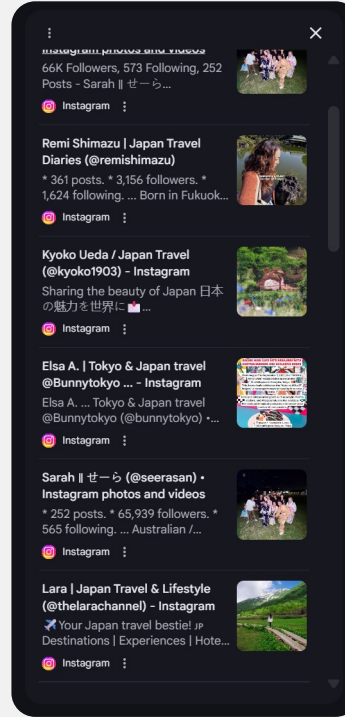 Instagram photos and videos
66K Followers, 573 Following, 252
Posts - Sarah || せーら...
Instagram
Remi Shimazu | Japan Travel
Diaries (@remishimazu)
* 361 posts. * 3,156 followers. *
1,624 following. ... Born in Fukuok...
Instagram
Kyoko Ueda / Japan Travel
(@kyoko1903) - Instagram
Sharing the beauty of Japan 日本
の魅力を世界に📩...
Instagram
Elsa A. | Tokyo & Japan travel
@Bunnytokyo ... - Instagram
Elsa A. ... Tokyo & Japan travel
@Bunnytokyo (@bunnytokyo) •...
Instagram
Sarah || せーら (@seerasan) •
Instagram photos and videos
* 252 posts. * 65,939 followers. *
565 following. ... Australian /...
Instagram
Lara | Japan Travel & Lifestyle
(@thelarachannel) - Instagram
✈️Your Japan travel bestie! JP
Destinations | Experiences | Hote...
Instagram